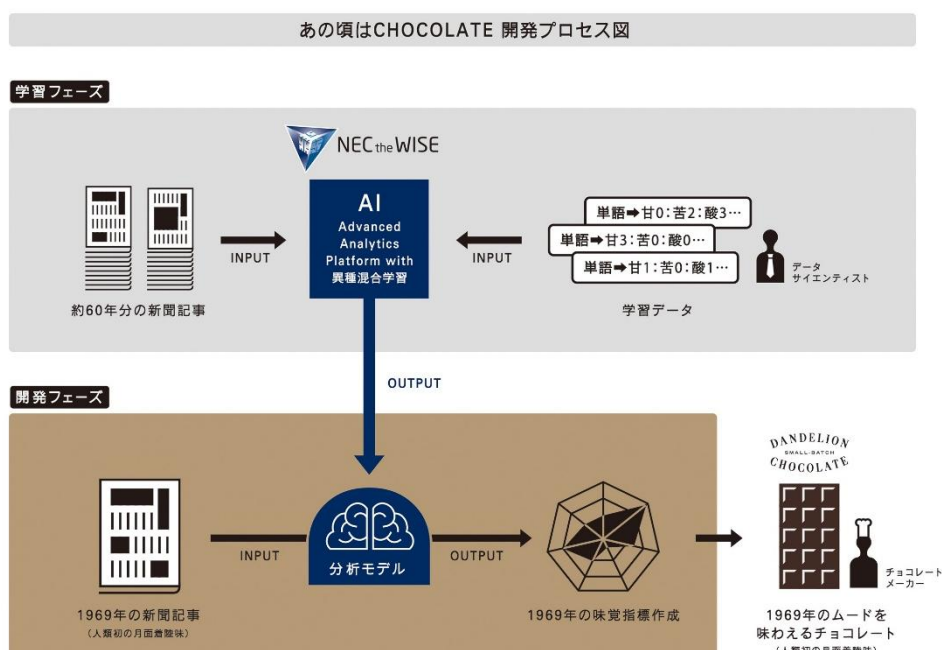 あの頃はCHOCOLATE 開発プロセス図
学習フェーズ
NEC the WISE
AI
Advanced
Analytics
Platform with
異種混合学習
INPUT
INPUT
単語➡甘0:苦2:酸3…
単語➡甘3:苦0:酸0…
単語➡甘1:苦0:酸1…
データ
サイエンティスト
約60年分の新聞記事
学習データ
OUTPUT
開発フェーズ
DANDELION
SMALL-BATCH
CHOCOLATE
INPUT
分析モデル
OUTPUT
チョコレート
メーカー
1969年の新聞記事
(人類初の月面着陸味)
1969年の味覚指標作成
1969年のムードを
味わえるチョコレート
(人類初の月面着陸味)